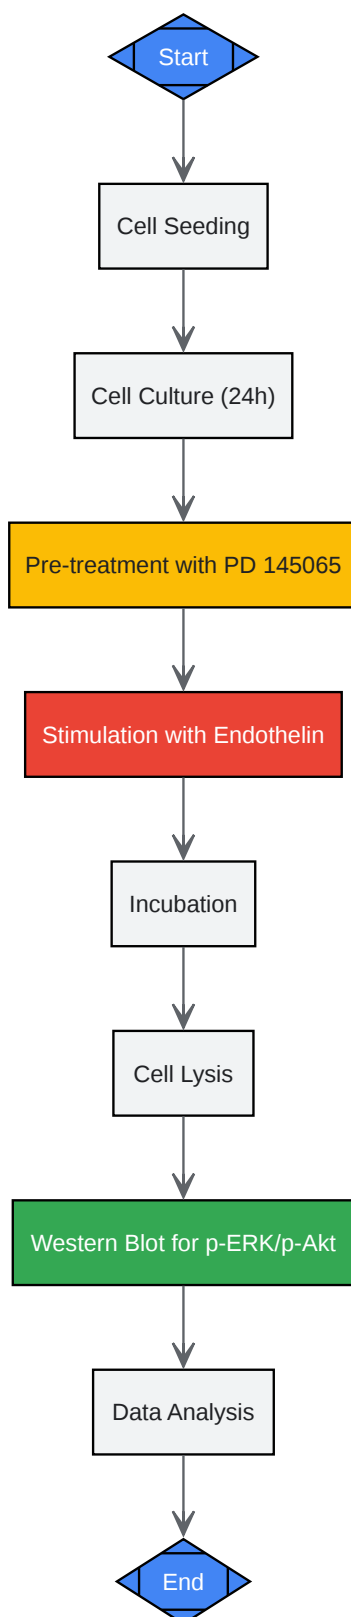 Start
Cell Seeding
Cell Culture (24h)
Pre-treatment with PD 145065
Stimulation with Endothelin
Incubation
Cell Lysis
Western Blot for p-ERK/p-Akt
Data Analysis
End